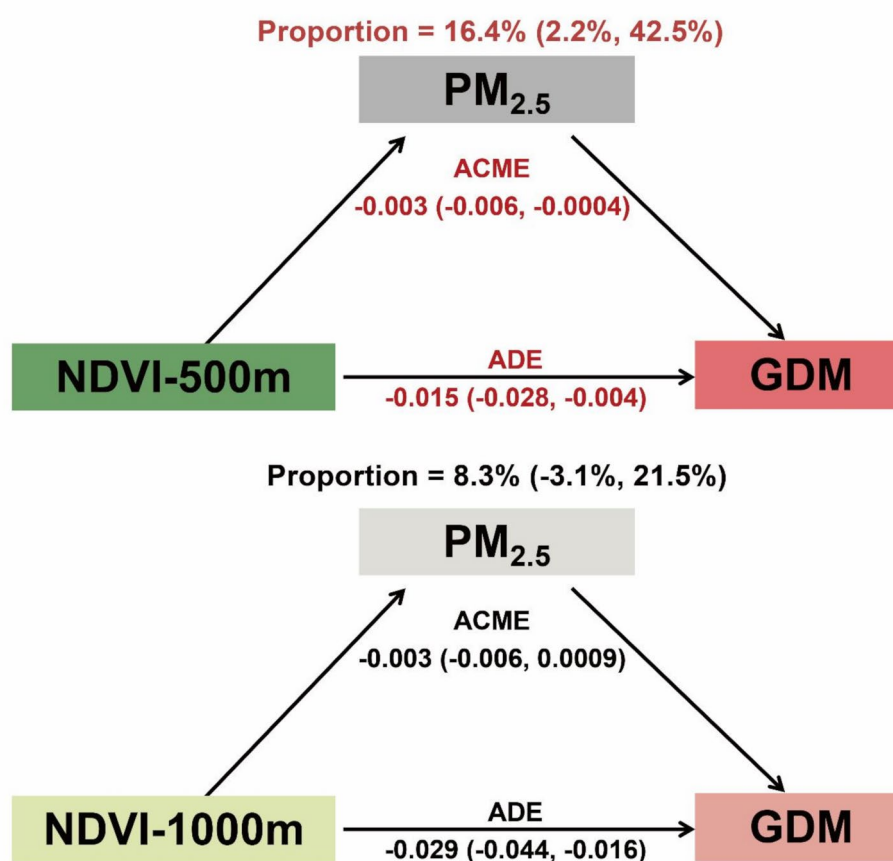 Proportion = 16.4% (2.2%, 42.5%)
PM2.5
ACME
-0.003 (-0.006, -0.0004)
NDVI-500m
ADE
-0.015 (-0.028, -0.004)
GDM
Proportion = 8.3% (-3.1%, 21.5%)
PM2.5
ACME
-0.003 (-0.006, 0.0009)
NDVI-1000m
ADE
-0.029 (-0.044, -0.016)
GDM